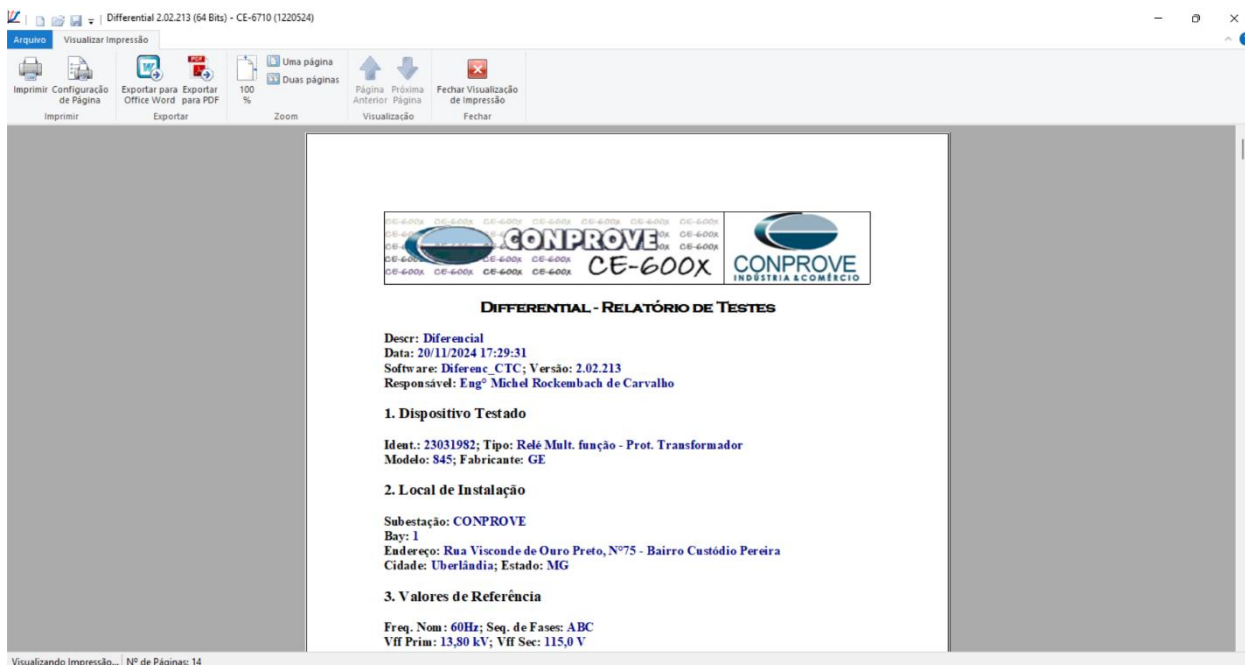 Differential 2.02.213 (64 Bits) - CE-6710 (1220524)
Arquivo Visualizar Impressão
Imprimir
Configuração de Página
Exportar para Office Word
Exportar para PDF
100 %
Uma página
Duas páginas
Página Anterior
Próxima Página
Fechar Visualização de Impressão
Imprimir Exportar Zoom Visualização Fechar
CONPROVE
CE-600X
CONPROVE
INDÚSTRIA & COMÉRCIO
DIFFERENTIAL - RELATÓRIO DE TESTES
Descr: Diferencial
Data: 20/11/2024 17:29:31
Software: Diferenc_CTC; Versão: 2.02.213
Responsável: Engº Michel Rockembach de Carvalho
1. Dispositivo Testado
Ident.: 23031982; Tipo: Relé Mult. função - Prot. Transformador
Modelo: 845; Fabricante: GE
2. Local de Instalação
Subestação: CONPROVE
Bay: 1
Endereço: Rua Visconde de Ouro Preto, Nº75 - Bairro Custódio Pereira
Cidade: Uberlândia; Estado: MG
3. Valores de Referência
Freq. Nom: 60Hz; Seq. de Fases: ABC
Vff Prim: 13,80 kV; Vff Sec: 115,0 V
Visualizando Impressão... Nº de Páginas: 14